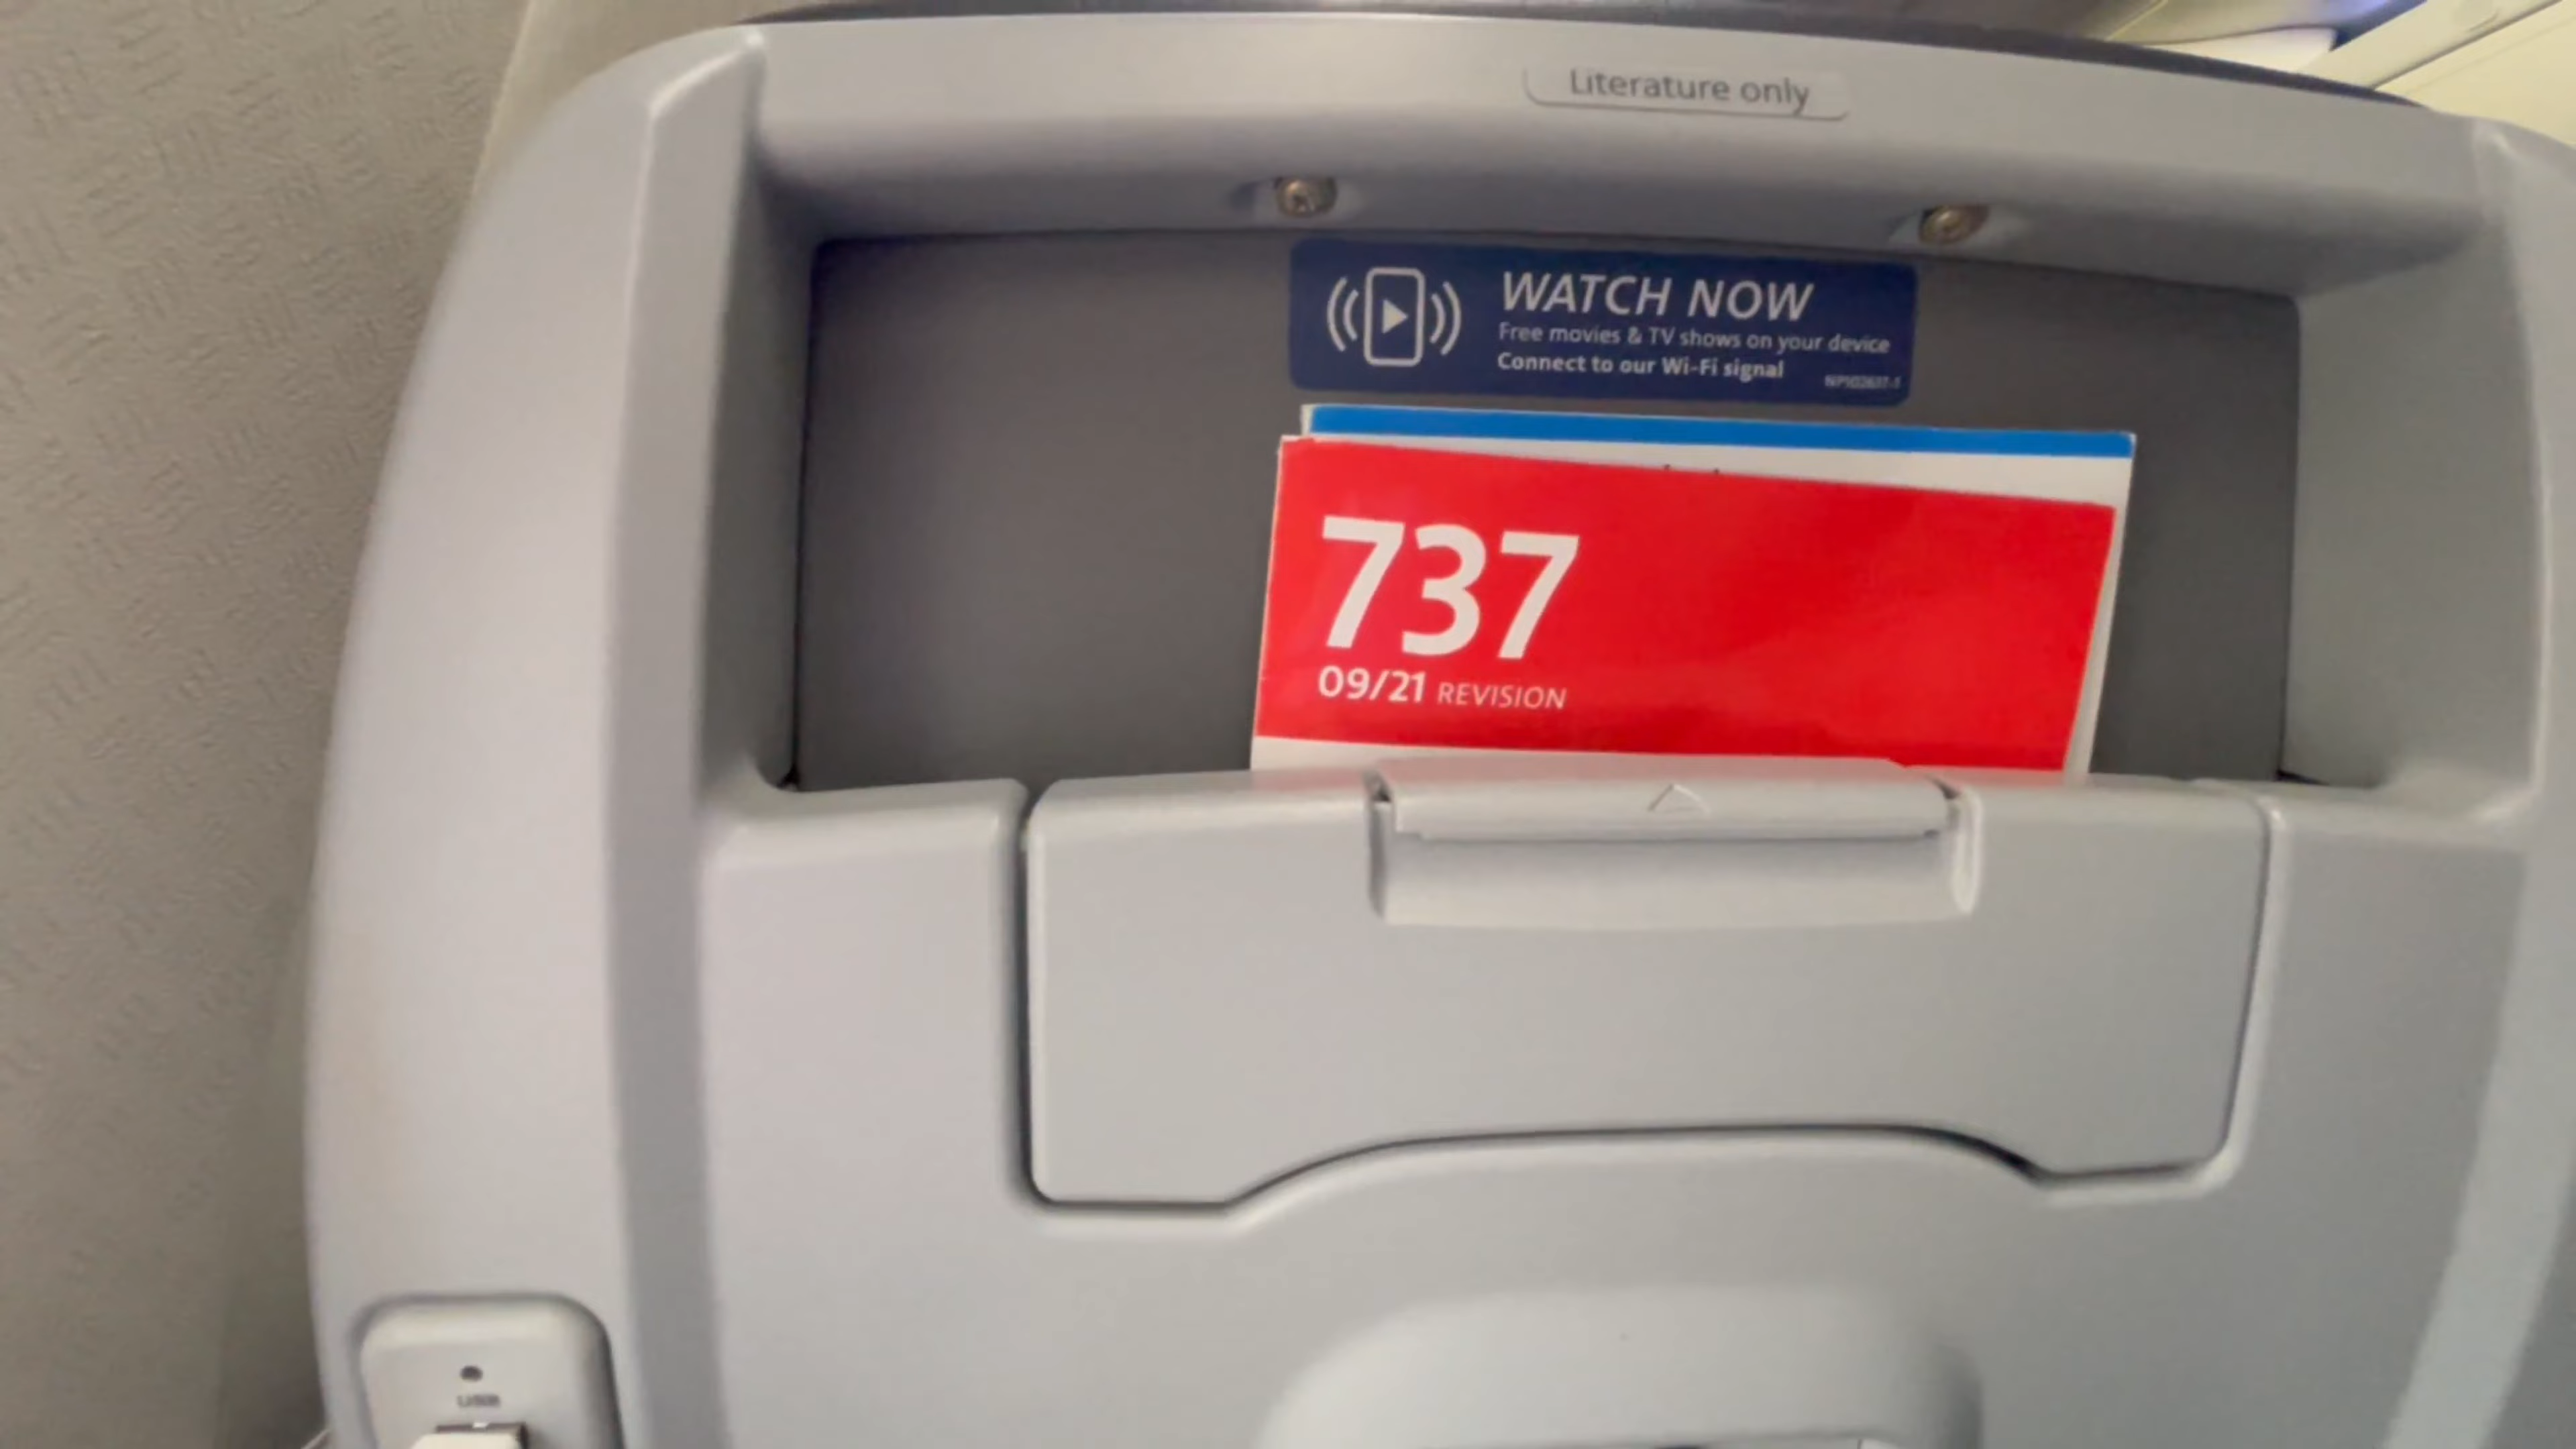 Literature only
WATCH NOW
Free movies & TV shows on your device
Connect to our Wi-Fi signal
737
09/21 REVISION
USB